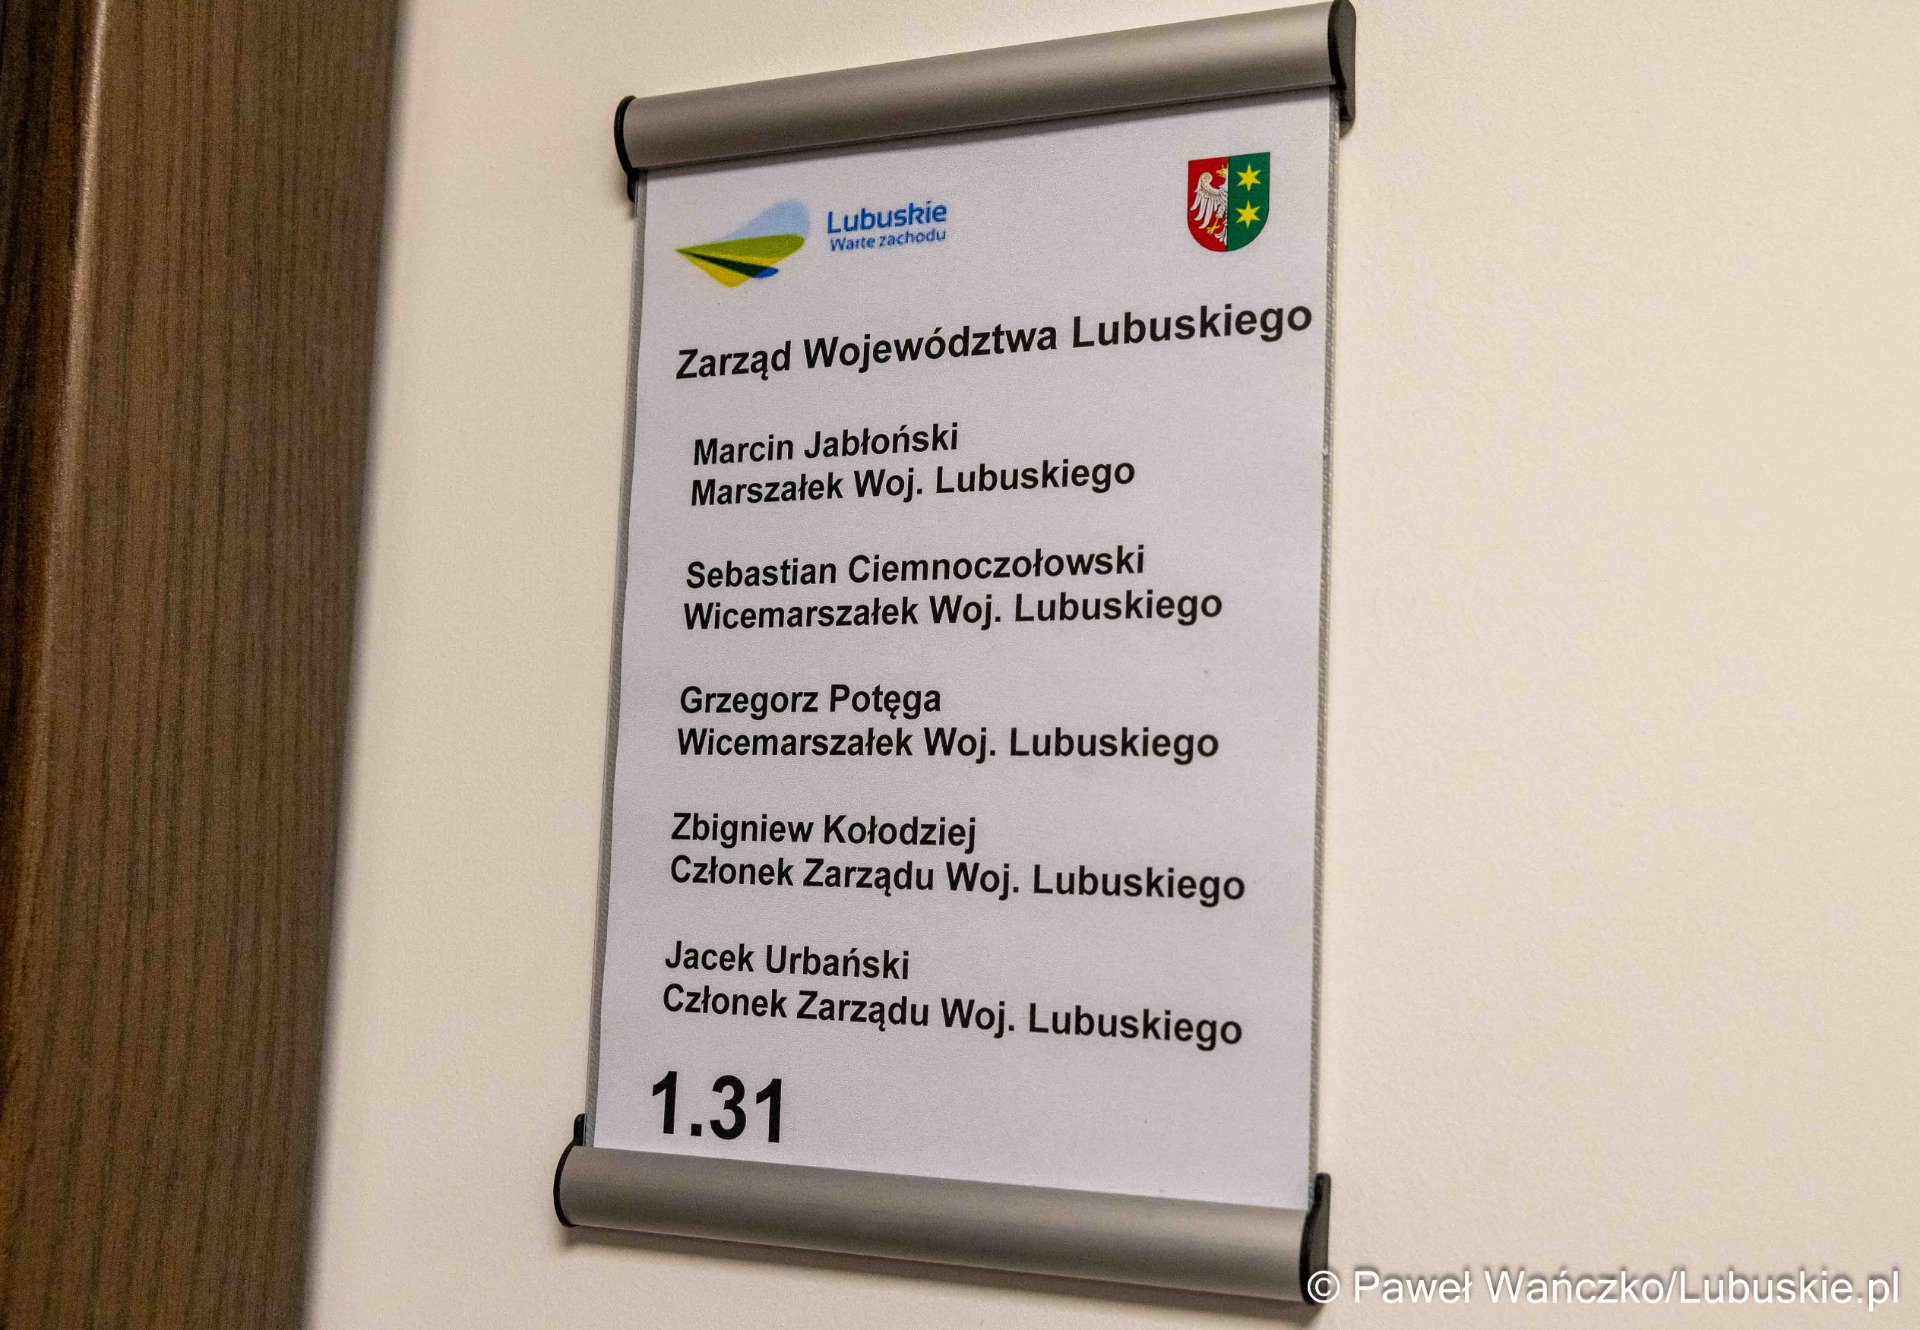 Lubuskie
Warte zachodu
Zarząd Województwa Lubuskiego
Marcin Jabłoński
Marszałek Woj. Lubuskiego
Sebastian Ciemnoczołowski
Wicemarszałek Woj. Lubuskiego
Grzegorz Potęga
Wicemarszałek Woj. Lubuskiego
Zbigniew Kołodziej
Członek Zarządu Woj. Lubuskiego
Jacek Urbański
Członek Zarządu Woj. Lubuskiego
1.31
© Paweł Wańczko/Lubuskie.pl